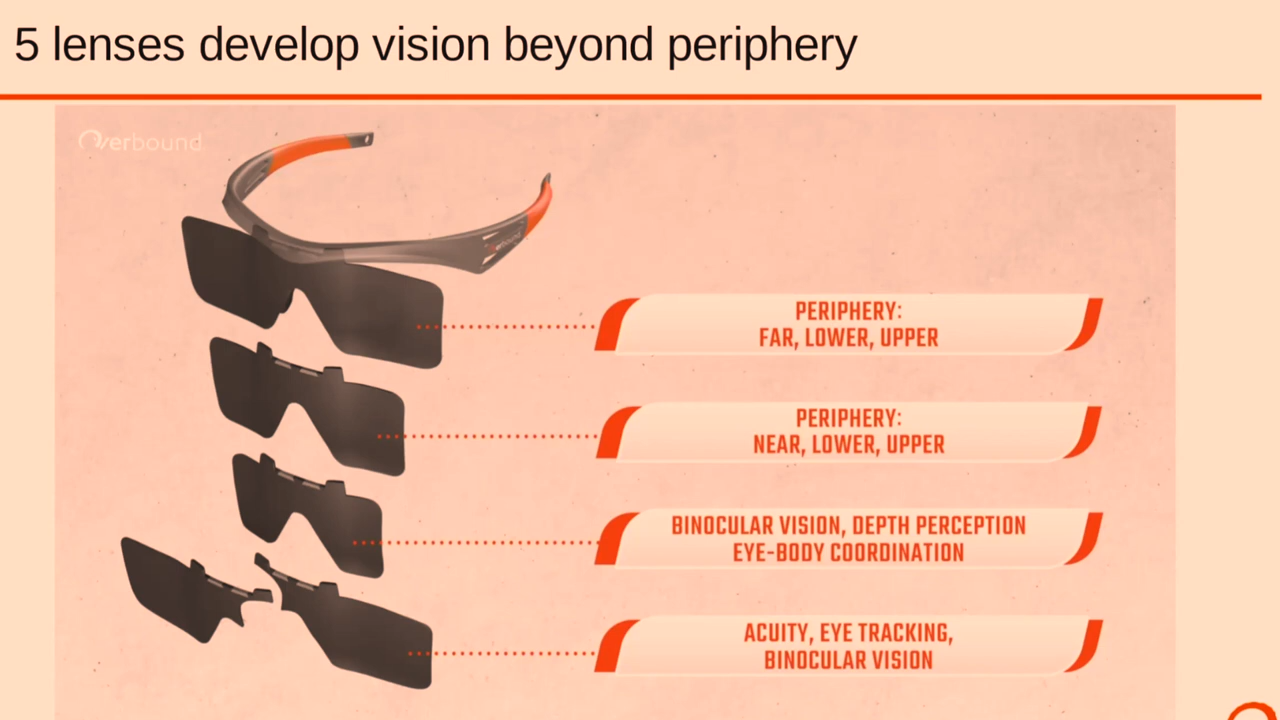 5 lenses develop vision beyond periphery
Overbound
PERIPHERY:
FAR, LOWER, UPPER
PERIPHERY:
NEAR, LOWER, UPPER
BINOCULAR VISION, DEPTH PERCEPTION
EYE-BODY COORDINATION
ACUITY, EYE TRACKING,
BINOCULAR VISION